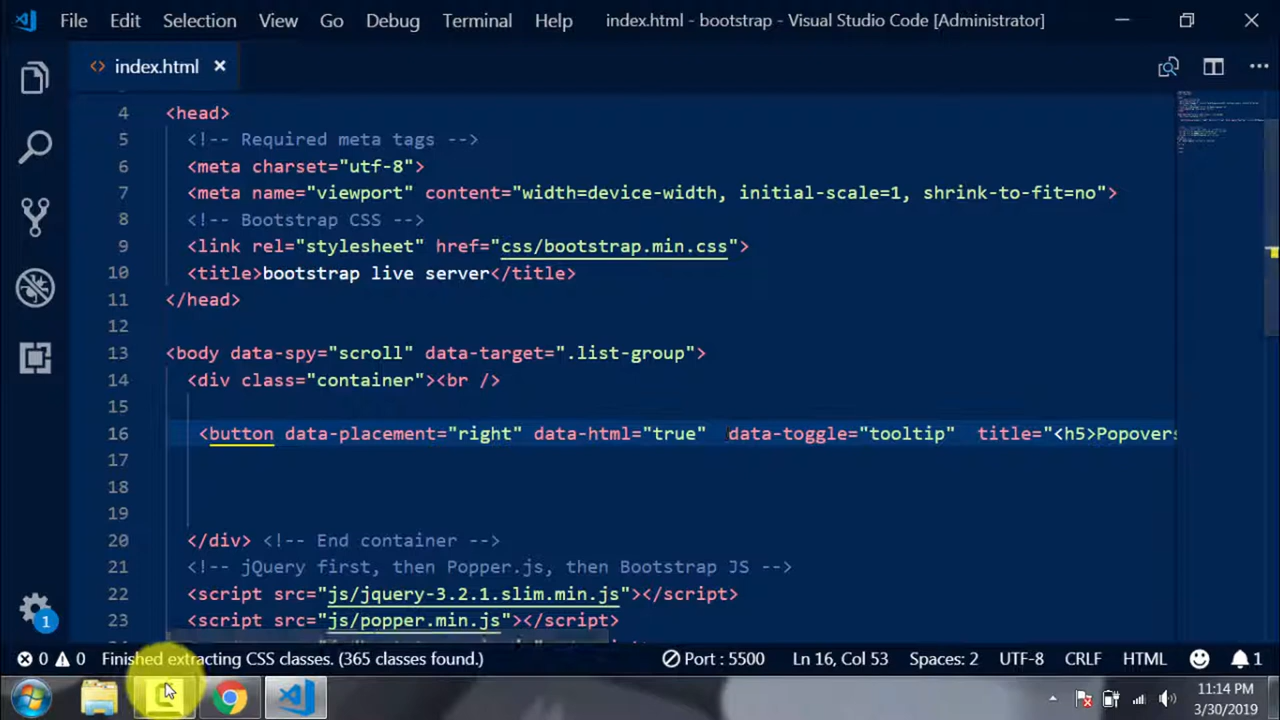 File Edit Selection View Go Debug Terminal Help index.html - bootstrap - Visual Studio Code [Administrator]
<> index.html ×
4 <head>
5 <!-- Required meta tags -->
6 <meta charset="utf-8">
7 <meta name="viewport" content="width=device-width, initial-scale=1, shrink-to-fit=no">
8 <!-- Bootstrap CSS -->
9 <link rel="stylesheet" href="css/bootstrap.min.css">
10 <title>bootstrap live server</title>
11 </head>
12
13 <body data-spy="scroll" data-target=".list-group">
14 <div class="container"><br />
15
16 <button data-placement="right" data-html="true" data-toggle="tooltip" title="<h5>Popovers
17
18
19
20 </div> <!-- End container -->
21 <!-- jQuery first, then Popper.js, then Bootstrap JS -->
22 <script src="js/jquery-3.2.1.slim.min.js"></script>
23 <script src="js/popper.min.js"></script>
1
0 0 Finished extracting CSS classes. (365 classes found.) Port : 5500 Ln 16, Col 53 Spaces: 2 UTF-8 CRLF HTML 1
11:14 PM
3/30/2019